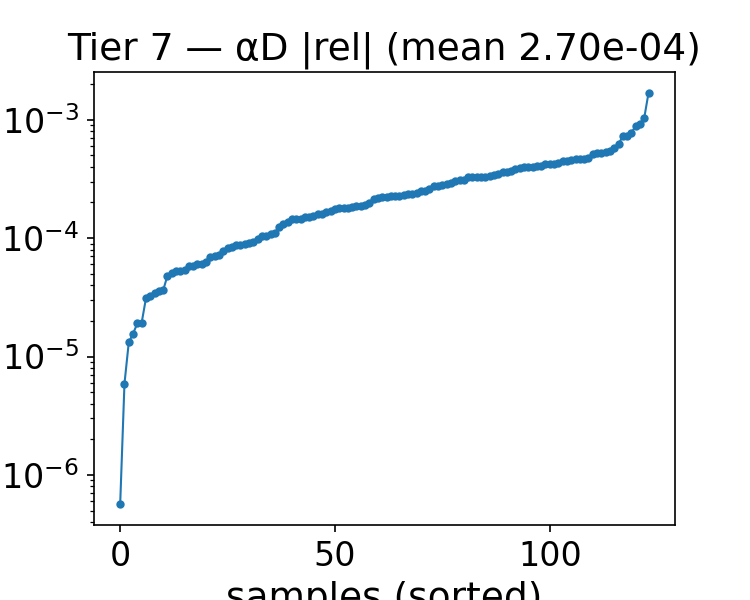 Tier 7 — αD |rel| (mean 2.70e-04)
10⁻³
10⁻⁴
10⁻⁵
10⁻⁶
0 50 100
samples (sorted)